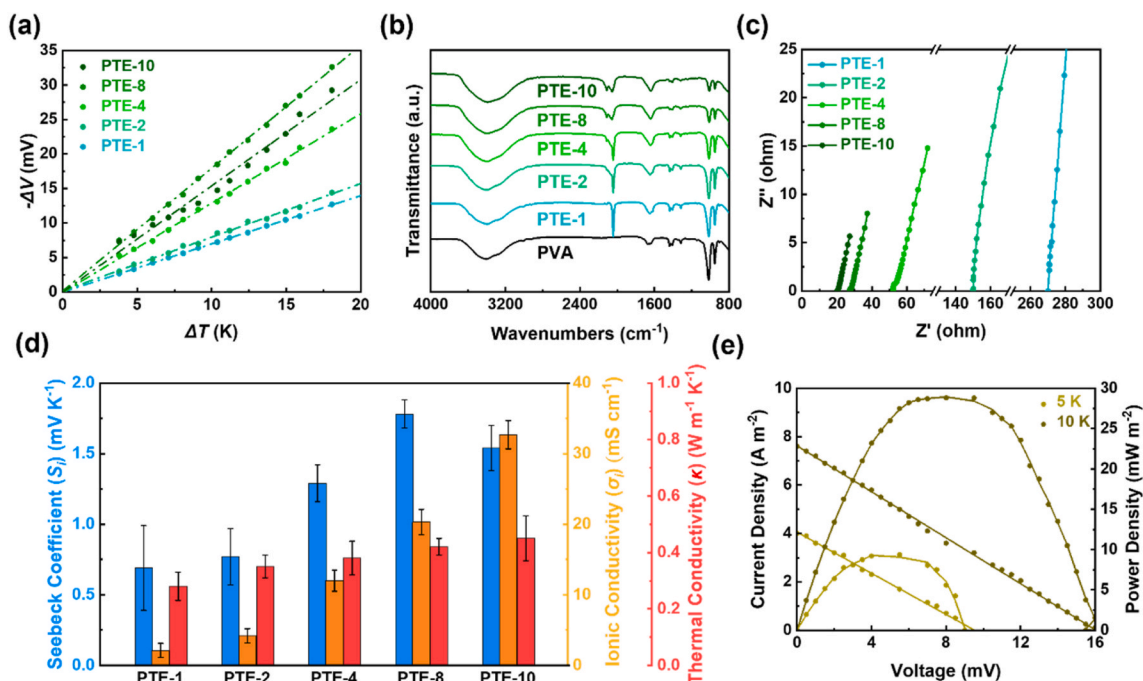 (a)
35
30
25
20
15
10
5
0
-ΔV (mV)
PTE-10
PTE-8
PTE-4
PTE-2
PTE-1
0 5 10 15 20
ΔT (K)
(b)
Transmittance (a.u.)
PTE-10
PTE-8
PTE-4
PTE-2
PTE-1
PVA
4000 3200 2400 1600 800
Wavenumbers (cm⁻¹)
(c)
25
20
15
10
5
0
Z'' (ohm)
PTE-1
PTE-2
PTE-4
PTE-8
PTE-10
0 20 40 60 140 160 260 280 300
Z' (ohm)
(d)
Seebeck Coefficient (Sᵢ) (mV K⁻¹)
2.0
1.5
1.0
0.5
0.0
PTE-1 PTE-2 PTE-4 PTE-8 PTE-10
40
30
20
10
0
Ionic Conductivity (σᵢ) (mS cm⁻¹)
1.0
0.8
0.6
0.4
0.2
0.0
Thermal Conductivity (κ) (W m⁻¹ K⁻¹)
(e)
Current Density (A m⁻²)
10
8
6
4
2
0
5 K
10 K
30
25
20
15
10
5
0
Power Density (mW m⁻²)
0 4 8 12 16
Voltage (mV)